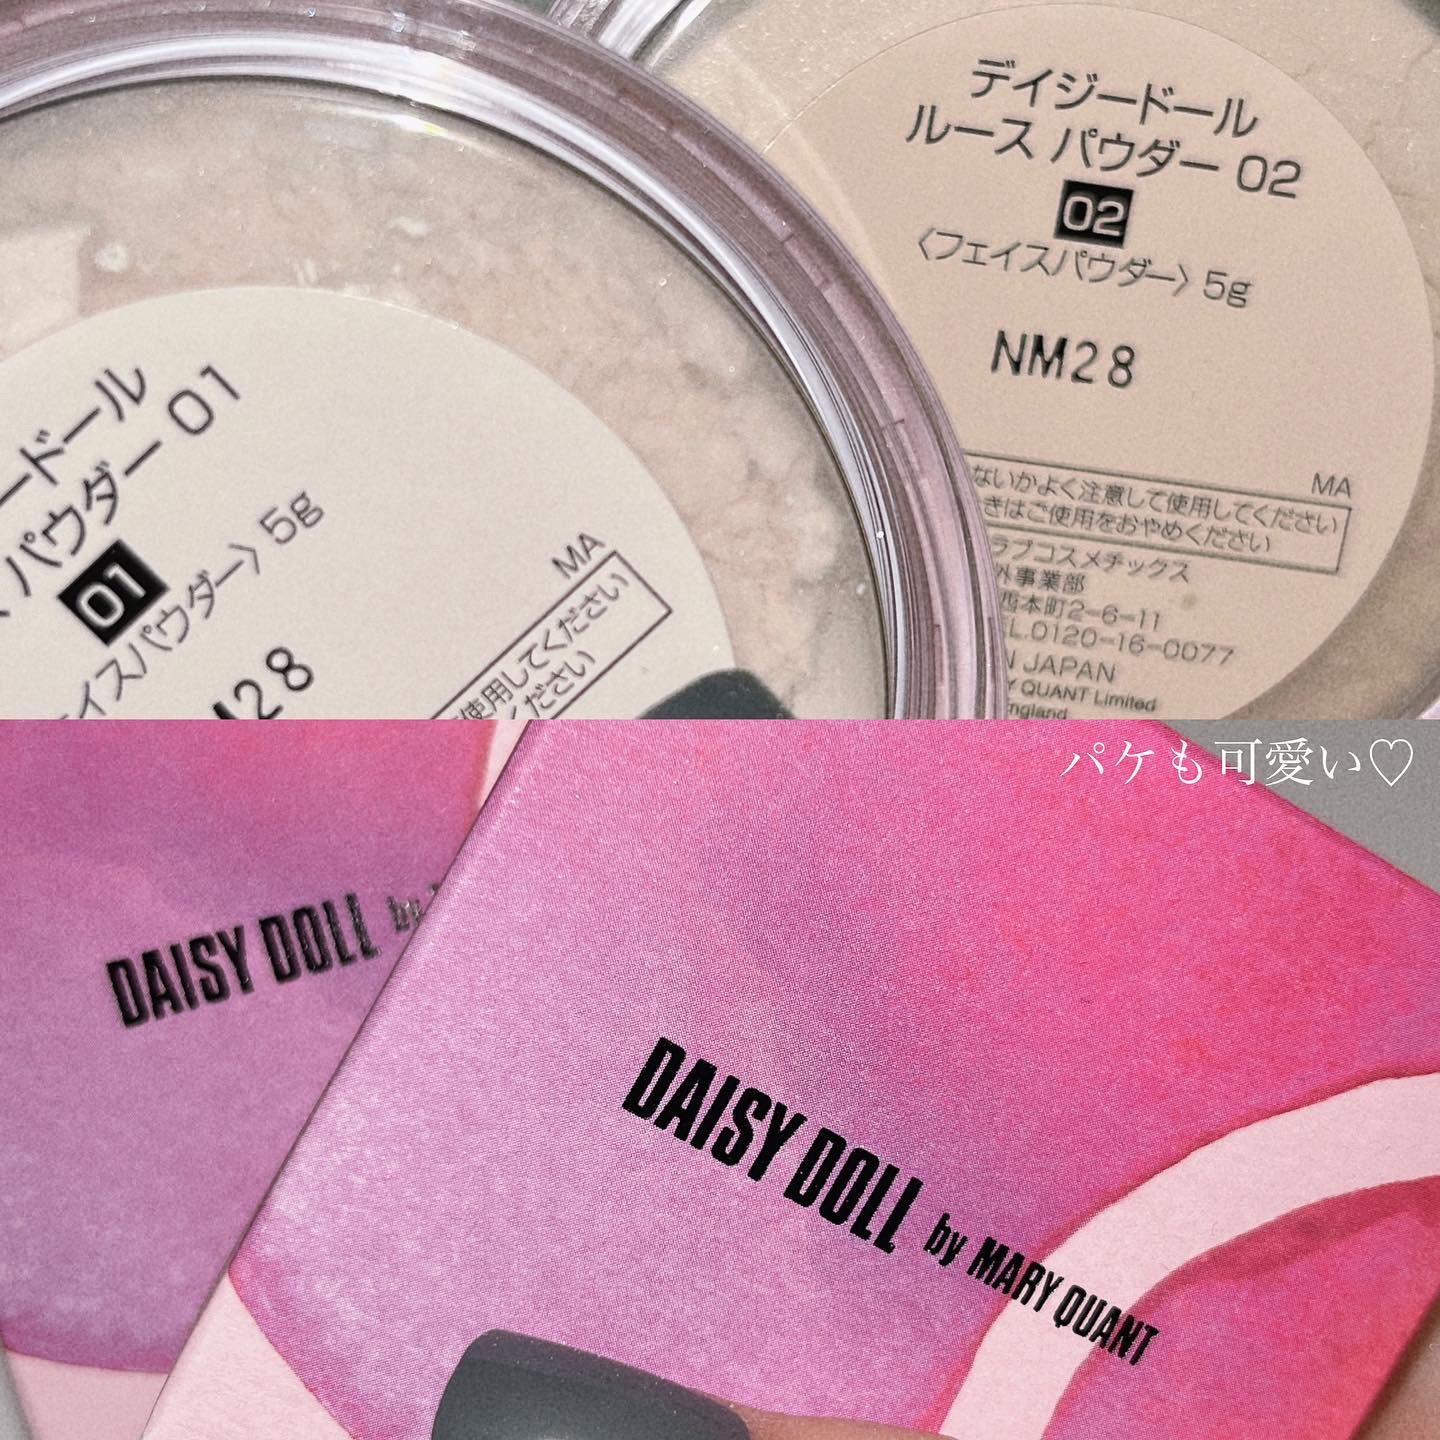 デイジードール
ルース パウダー 02
02
〈フェイスパウダー〉 5g
NM28
MA
ないかよく注意して使用してください
きはご使用をおやめください
ラブコスメチックス
外事業部
西本町2-6-11
L.0120-16-0077
N JAPAN
Y QUANT Limited
ngland
ードール
パウダー 01
01
ェイスパウダー〉 5g
28
MA
使用してください
ください
パケも可愛い♡
DAISY DOLL by
DAISY DOLL by MARY QUANT